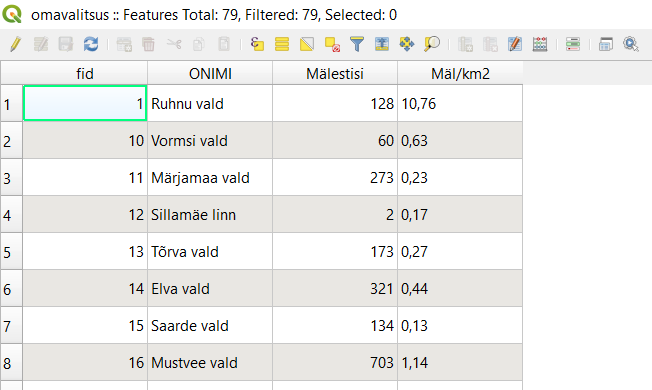 omavalitsus :: Features Total: 79, Filtered: 79, Selected: 0
fid ONIMI Mälestisi Mäl/km2
1 1 Ruhnu vald 128 10,76
2 10 Vormsi vald 60 0,63
3 11 Märjamaa vald 273 0,23
4 12 Sillamäe linn 2 0,17
5 13 Tõrva vald 173 0,27
6 14 Elva vald 321 0,44
7 15 Saarde vald 134 0,13
8 16 Mustvee vald 703 1,14